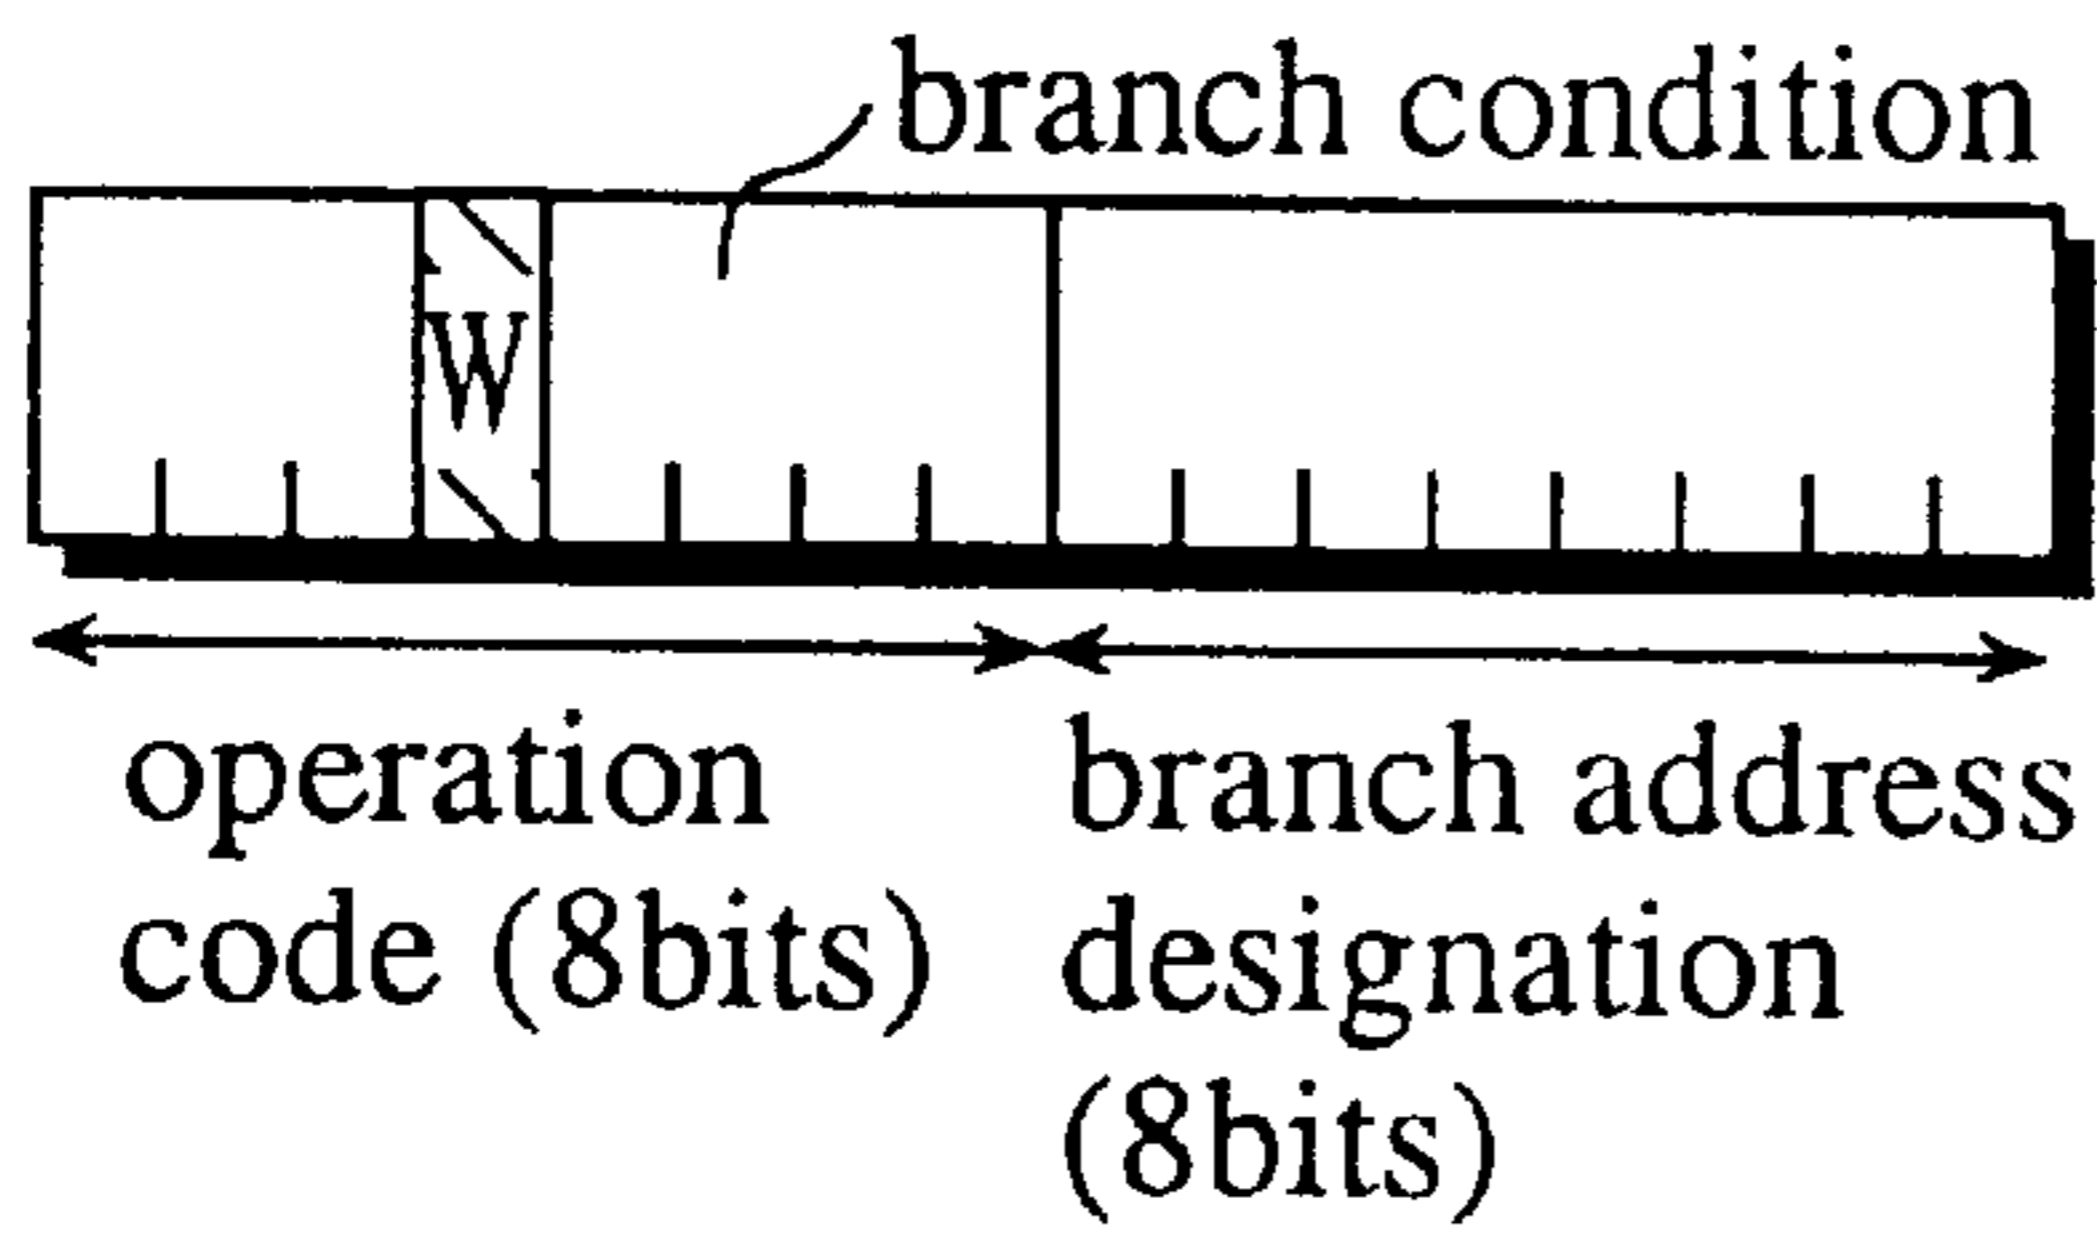 branch condition
W
operation
code (8bits)
branch address
designation
(8bits)